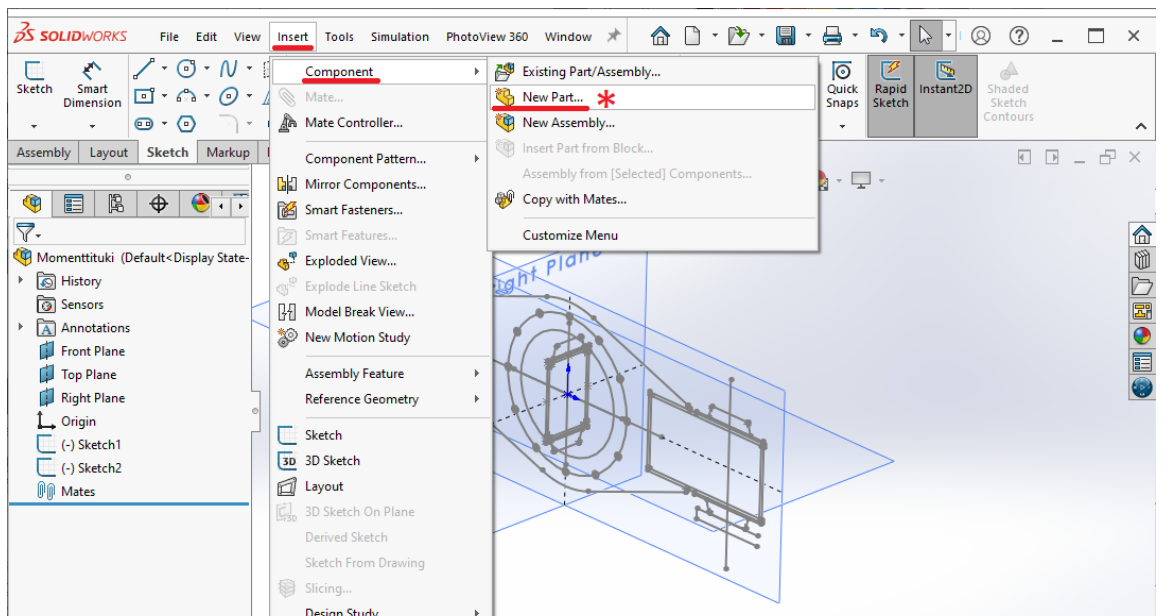 SOLIDWORKS File Edit View Insert Tools Simulation PhotoView 360 Window
Sketch
Smart Dimension
Quick Snaps
Rapid Sketch
Instant2D
Shaded Sketch Contours
Assembly Layout Sketch Markup
Component
Mate...
Mate Controller...
Component Pattern...
Mirror Components...
Smart Fasteners...
Smart Features...
Exploded View...
Explode Line Sketch
Model Break View...
New Motion Study
Assembly Feature
Reference Geometry
Sketch
3D 3D Sketch
Layout
3D Sketch On Plane
Derived Sketch
Sketch From Drawing
Slicing...
Design Study
Existing Part/Assembly...
New Part... *
New Assembly...
Insert Part from Block...
Assembly from [Selected] Components...
Copy with Mates...
Customize Menu
Momenttituki (Default<Display State-
History
Sensors
Annotations
Front Plane
Top Plane
Right Plane
Origin
(-) Sketch1
(-) Sketch2
Mates
ight Plane